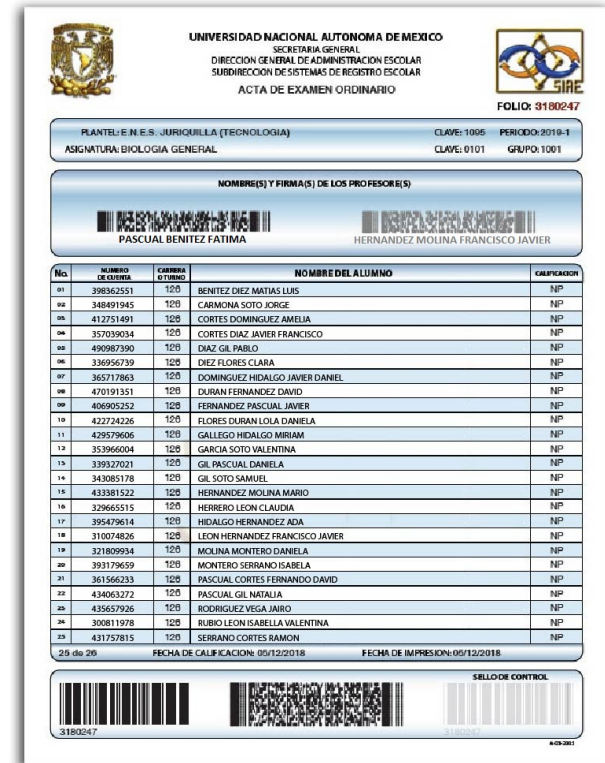 UNIVERSIDAD NACIONAL AUTONOMA DE MEXICO
SECRETARIA GENERAL
DIRECCION GENERAL DE ADMINISTRACION ESCOLAR
SUBDIRECCION DE SISTEMAS DE REGISTRO ESCOLAR
ACTA DE EXAMEN ORDINARIO
SIAE
FOLIO: 3180247
PLANTEL: E.N.E.S. JURIQUILLA (TECNOLOGIA) CLAVE: 1095 PERIODO: 2019-1
ASIGNATURA: BIOLOGIA GENERAL CLAVE: 0101 GRUPO: 1001
NOMBRE(S) Y FIRMA(S) DE LOS PROFESORE(S)
PASCUAL BENITEZ FATIMA HERNANDEZ MOLINA FRANCISCO JAVIER
No. NUMERO DE CUENTA CARRERA O TURNO NOMBRE DEL ALUMNO CALIFICACION
01 398362551 126 BENITEZ DIEZ MATIAS LUIS NP
02 348491945 126 CARMONA SOTO JORGE NP
03 412751491 126 CORTES DOMINGUEZ AMELIA NP
04 357039034 126 CORTES DIAZ JAVIER FRANCISCO NP
05 490987390 126 DIAZ GIL PABLO NP
06 336956739 126 DIEZ FLORES CLARA NP
07 365717863 126 DOMINGUEZ HIDALGO JAVIER DANIEL NP
08 470191351 126 DURAN FERNANDEZ DAVID NP
09 406905252 126 FERNANDEZ PASCUAL JAVIER NP
10 422724226 126 FLORES DURAN LOLA DANIELA NP
11 429579606 126 GALLEGO HIDALGO MIRIAM NP
12 353966004 126 GARCIA SOTO VALENTINA NP
13 339327021 126 GIL PASCUAL DANIELA NP
14 343085178 126 GIL SOTO SAMUEL NP
15 433381522 126 HERNANDEZ MOLINA MARIO NP
16 329665515 126 HERRERO LEON CLAUDIA NP
17 395479614 126 HIDALGO HERNANDEZ ADA NP
18 310074826 126 LEON HERNANDEZ FRANCISCO JAVIER NP
19 321809934 126 MOLINA MONTERO DANIELA NP
20 393179659 126 MONTERO SERRANO ISABELA NP
21 361566233 126 PASCUAL CORTES FERNANDO DAVID NP
22 434063272 126 PASCUAL GIL NATALIA NP
23 435657926 126 RODRIGUEZ VEGA JAIRO NP
24 300811978 126 RUBIO LEON ISABELLA VALENTINA NP
25 431757815 126 SERRANO CORTES RAMON NP
25 de 26 FECHA DE CALIFICACION: 05/12/2018 FECHA DE IMPRESION: 05/12/2018
SELLO DE CONTROL
3180247 3180247